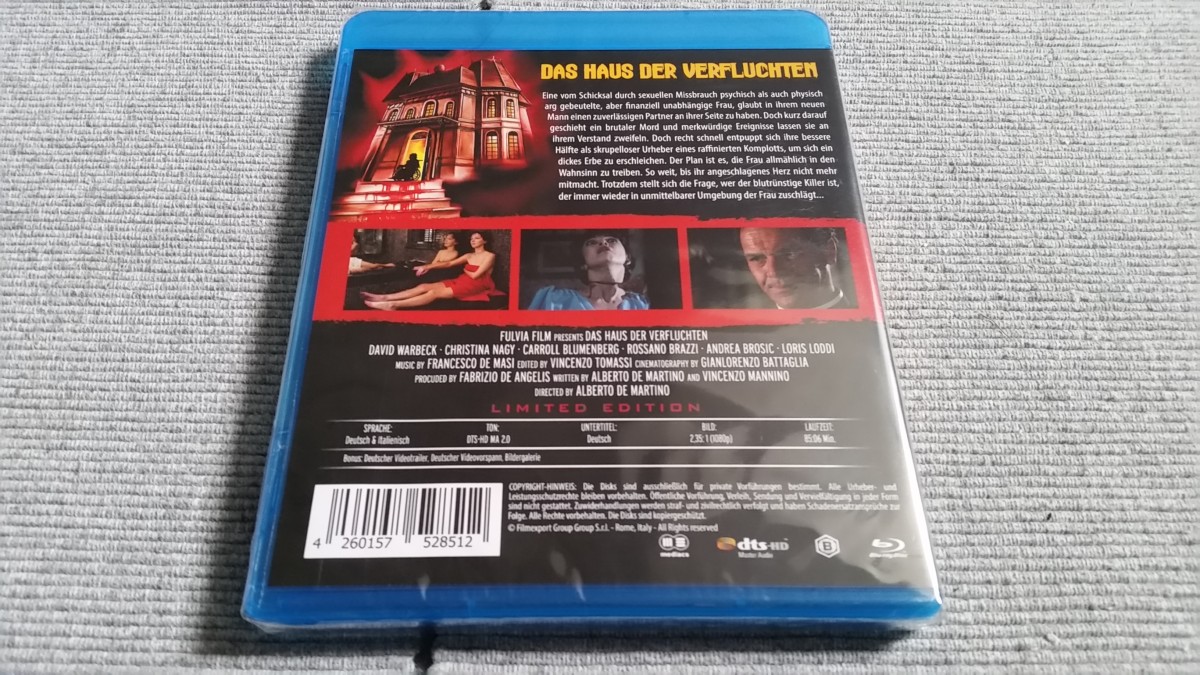 DAS HAUS DER VERFLUCHTEN
Eine vom Schicksal durch sexuellen Missbrauch psychisch als auch physisch
arg gebeutelte, aber finanziell unabhängige Frau, glaubt in ihrem neuen
Mann einen zuverlässigen Partner an ihrer Seite zu haben. Doch kurz darauf
geschieht ein brutaler Mord und merkwürdige Ereignisse lassen sie an
ihrem Verstand zweifeln. Doch recht schnell entpuppt sich ihre bessere
Hälfte als skrupelloser Urheber eines raffinierten Komplotts, um sich ein
dickes Erbe zu erschleichen. Der Plan ist es, die Frau allmählich in den
Wahnsinn zu treiben. So weit, bis ihr angeschlagenes Herz nicht mehr
mitmacht. Trotzdem stellt sich die Frage, wer der blutrünstige Killer ist,
der immer wieder in unmittelbarer Umgebung der Frau zuschlägt...
FULVIA FILM PRESENTS DAS HAUS DER VERFLUCHTEN
DAVID WARBECK · CHRISTINA NAGY · CARROLL BLUMENBERG · ROSSANO BRAZZI · ANDREA BROSIC · LORIS LODDI
MUSIC BY FRANCESCO DE MASI EDITED BY VINCENZO TOMASSI CINEMATOGRAPHY BY GIANLORENZO BATTAGLIA
PROCUDED BY FABRIZIO DE ANGELIS WRITTEN BY ALBERTO DE MARTINO AND VINCENZO MANNINO
DIRECTED BY ALBERTO DE MARTINO
LIMITED EDITION
SPRACHE: TON: UNTERTITEL: BILD: LAUFZEIT:
Deutsch & Italienisch DTS-HD MA 2.0 Deutsch 2,35:1 (1080p) 85:06 Min.
Bonus: Deutscher Videotrailer, Deutscher Videovorspann, Bildergalerie
COPYRIGHT-HINWEIS: Die Disks sind ausschließlich für private Vorführungen bestimmt. Alle Urheber- und
Leistungsschutzrechte bleiben vorbehalten. Öffentliche Vorführung, Verleih, Sendung und Vervielfältigung in jeder Form
sind nicht gestattet. Zuwiderhandlungen werden straf- und zivilrechtlich verfolgt und haben Schadenersatzansprüche zur
Folge. Alle Rechte vorbehalten. Die Disks sind kopiergeschützt.
© Filmexport Group Group S.r.l. - Rome, Italy - All Rights reserved
4 260157 528512
mediacs
dts-HD
Master Audio
B
Blu-ray Disc